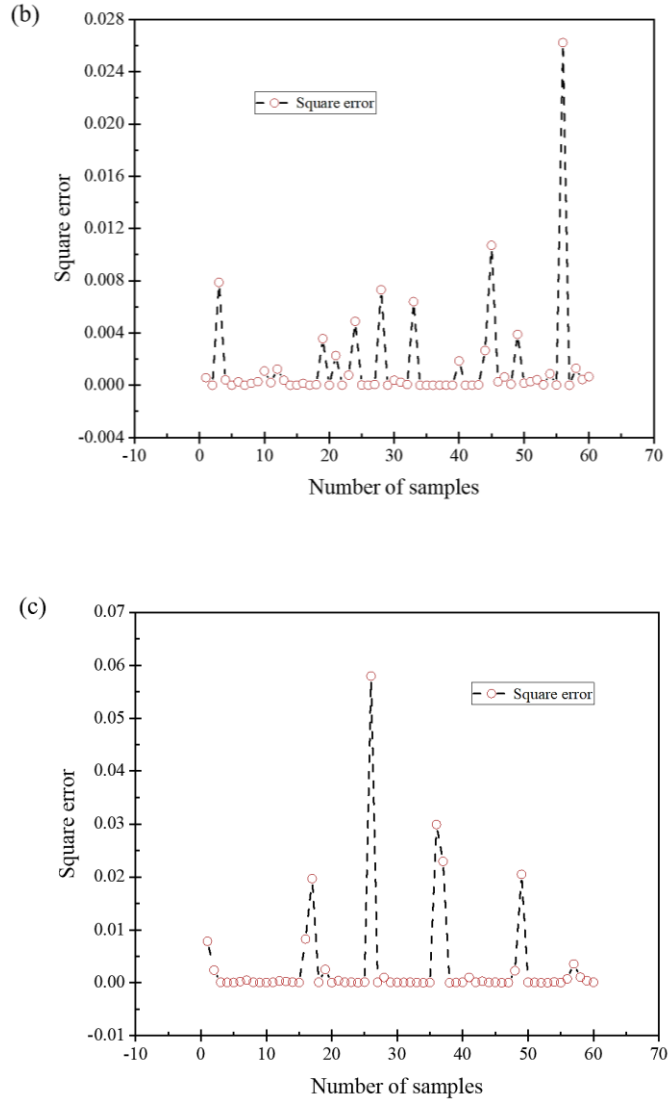 (b)
0.028
0.024
0.020
0.016
0.012
0.008
0.004
0.000
-0.004
Square error
Square error
-10 0 10 20 30 40 50 60 70
Number of samples
(c)
0.07
0.06
0.05
0.04
0.03
0.02
0.01
0.00
-0.01
Square error
Square error
-10 0 10 20 30 40 50 60 70
Number of samples